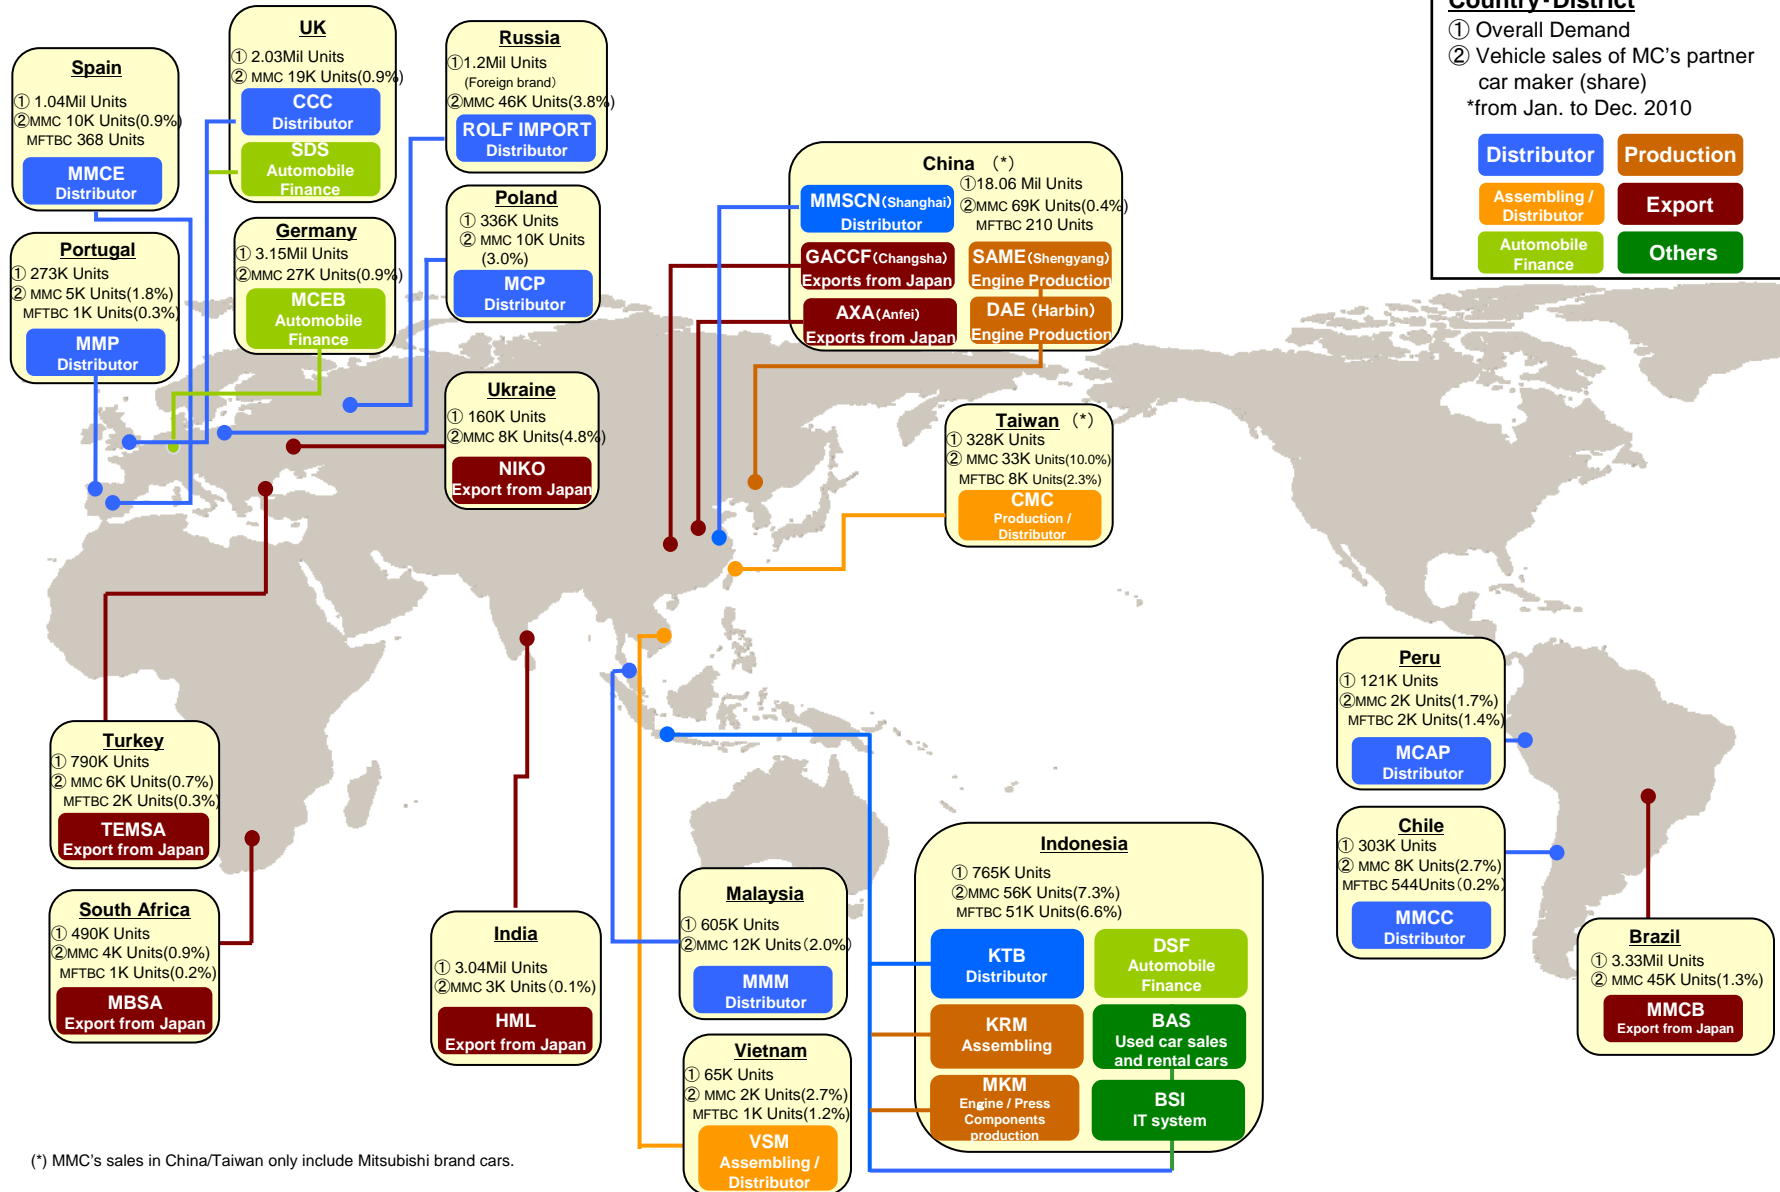 Country・District
① Overall Demand
② Vehicle sales of MC's partner
car maker (share)
*from Jan. to Dec. 2010
Distributor
Production
Assembling /
Distributor
Export
Automobile
Finance
Others
Spain
① 1.04Mil Units
②MMC 10K Units(0.9%)
MFTBC 368 Units
MMCE
Distributor
UK
① 2.03Mil Units
② MMC 19K Units(0.9%)
CCC
Distributor
SDS
Automobile
Finance
Russia
①1.2Mil Units
(Foreign brand)
②MMC 46K Units(3.8%)
ROLF IMPORT
Distributor
Portugal
① 273K Units
② MMC 5K Units(1.8%)
MFTBC 1K Units(0.3%)
MMP
Distributor
Germany
① 3.15Mil Units
②MMC 27K Units(0.9%)
MCEB
Automobile
Finance
Poland
① 336K Units
② MMC 10K Units
(3.0%)
MCP
Distributor
China (*)
①18.06 Mil Units
②MMC 69K Units(0.4%)
MFTBC 210 Units
MMSCN(Shanghai)
Distributor
GACCF(Changsha)
Exports from Japan
SAME(Shengyang)
Engine Production
AXA(Anfei)
Exports from Japan
DAE (Harbin)
Engine Production
Ukraine
① 160K Units
②MMC 8K Units(4.8%)
NIKO
Export from Japan
Taiwan (*)
① 328K Units
② MMC 33K Units(10.0%)
MFTBC 8K Units(2.3%)
CMC
Production /
Distributor
Turkey
① 790K Units
② MMC 6K Units(0.7%)
MFTBC 2K Units(0.3%)
TEMSA
Export from Japan
South Africa
① 490K Units
②MMC 4K Units(0.9%)
MFTBC 1K Units(0.2%)
MBSA
Export from Japan
India
① 3.04Mil Units
②MMC 3K Units(0.1%)
HML
Export from Japan
Malaysia
① 605K Units
②MMC 12K Units(2.0%)
MMM
Distributor
Vietnam
① 65K Units
② MMC 2K Units(2.7%)
MFTBC 1K Units(1.2%)
VSM
Assembling /
Distributor
Indonesia
① 765K Units
②MMC 56K Units(7.3%)
MFTBC 51K Units(6.6%)
KTB
Distributor
DSF
Automobile
Finance
KRM
Assembling
BAS
Used car sales
and rental cars
MKM
Engine / Press
Components
production
BSI
IT system
Peru
① 121K Units
②MMC 2K Units(1.7%)
MFTBC 2K Units(1.4%)
MCAP
Distributor
Chile
① 303K Units
② MMC 8K Units(2.7%)
MFTBC 544Units(0.2%)
MMCC
Distributor
Brazil
① 3.33Mil Units
② MMC 45K Units(1.3%)
MMCB
Export from Japan
(*) MMC's sales in China/Taiwan only include Mitsubishi brand cars.